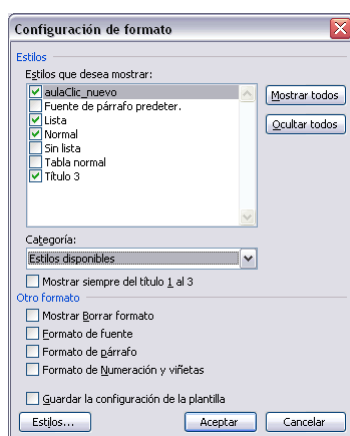 Configuración de formato
Estilos
Estilos que desea mostrar:
aulaClic_nuevo
Fuente de párrafo predeter.
Lista
Normal
Sin lista
Tabla normal
Título 3
Mostrar todos
Ocultar todos
Categoría:
Estilos disponibles
Mostrar siempre del título 1 al 3
Otro formato
Mostrar Borrar formato
Formato de fuente
Formato de párrafo
Formato de Numeración y viñetas
Guardar la configuración de la plantilla
Estilos...
Aceptar
Cancelar